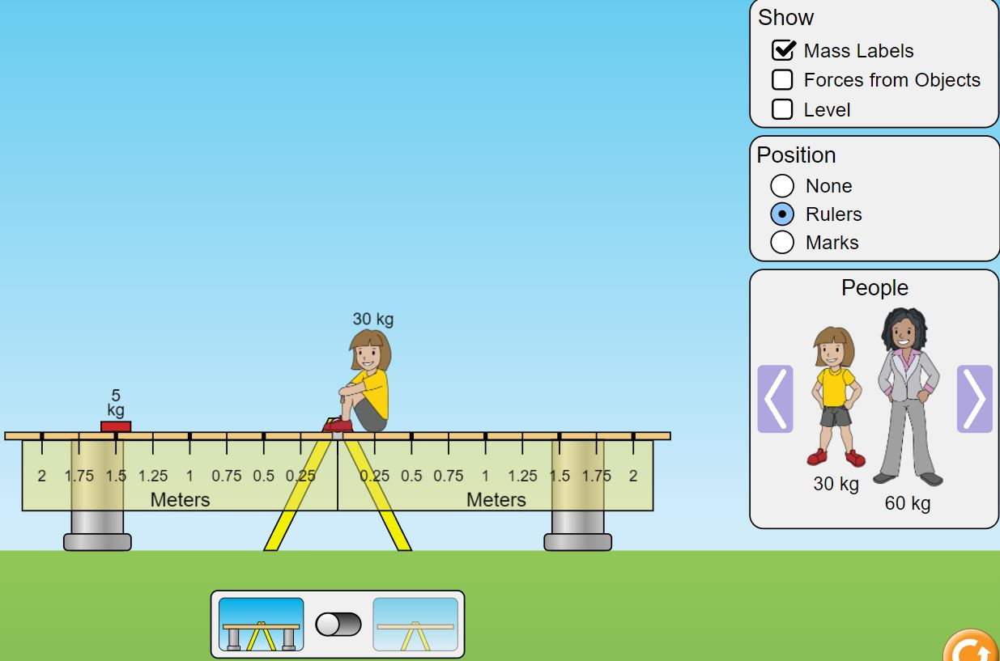 Show
Mass Labels
Forces from Objects
Level
Position
None
Rulers
Marks
People
30 kg
60 kg
30 kg
5
kg
2 1.75 1.5 1.25 1 0.75 0.5 0.25 0.25 0.5 0.75 1 1.25 1.5 1.75 2
Meters Meters